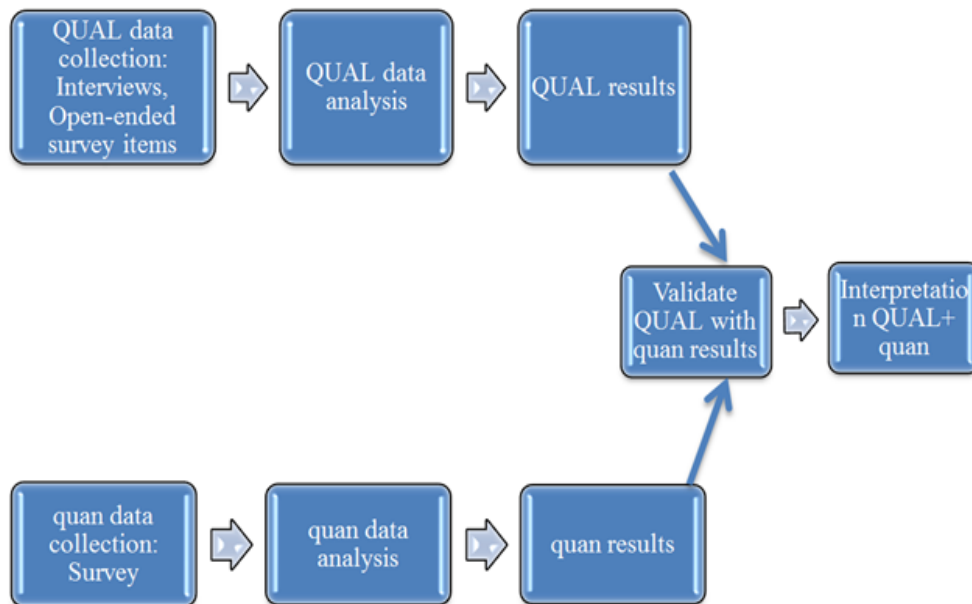 QUAL data
collection:
Interviews,
Open-ended
survey items
QUAL data
analysis
QUAL results
Validate
QUAL with
quan results
Interpretatio
n QUAL+
quan
quan data
collection:
Survey
quan data
analysis
quan results